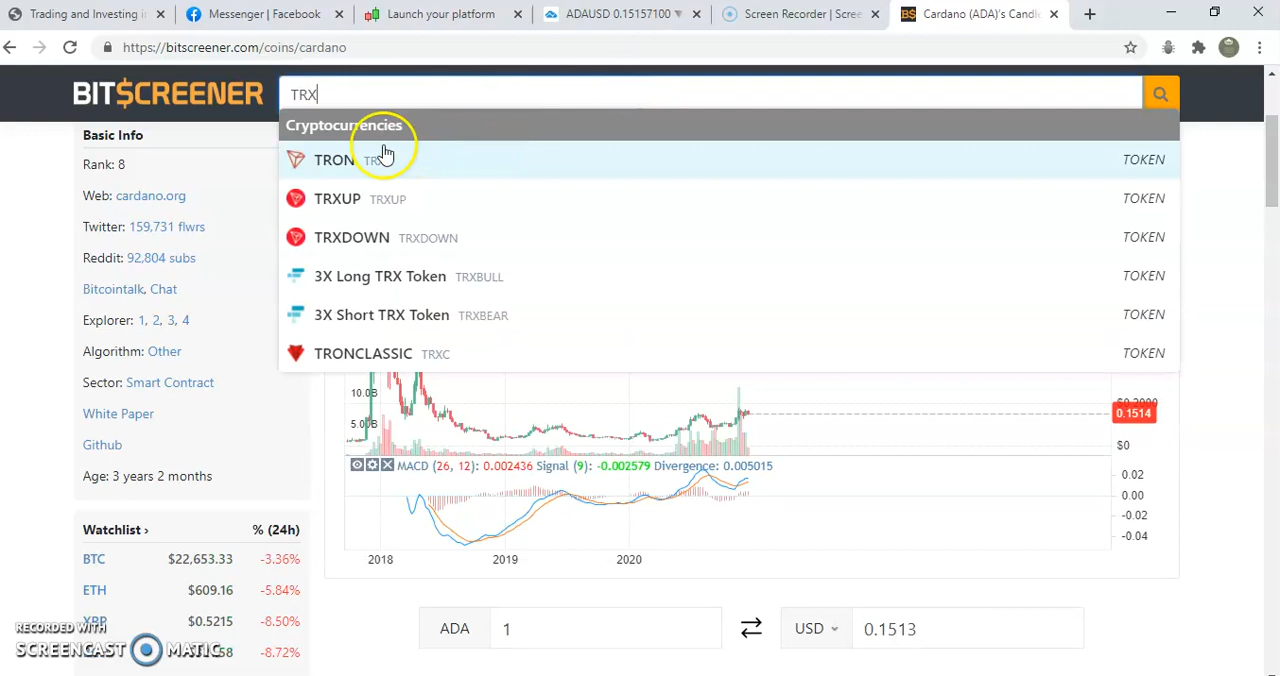 Trading and Investing i
Messenger | Facebook
Launch your platform
ADAUSD 0.15157100 ▼
Screen Recorder | Scree
Cardano (ADA)'s Candle
https://bitscreener.com/coins/cardano
BIT$CREENER
TRX
Cryptocurrencies
TRON
TRXUP TRXUP TOKEN
TOKEN
TRXDOWN TRXDOWN TOKEN
3X Long TRX Token TRXBULL TOKEN
3X Short TRX Token TRXBEAR TOKEN
TRONCLASSIC TRXC TOKEN
Basic Info
Rank: 8
Web: cardano.org
Twitter: 159,731 flwrs
Reddit: 92,804 subs
Bitcointalk, Chat
Explorer: 1, 2, 3, 4
Algorithm: Other
Sector: Smart Contract
White Paper
Github
Age: 3 years 2 months
Watchlist › % (24h)
BTC $22,653.33 -3.36%
ETH $609.16 -5.84%
XRP $0.5215 -8.50%
-8.72%
10.0B
5.00B
$0.2000
0.1514
$0
MACD (26, 12): 0.002436 Signal (9): -0.002579 Divergence: 0.005015
0.02
0.00
-0.02
-0.04
2018 2019 2020
ADA 1
USD 0.1513
RECORDED WITH
SCREENCAST MATIC